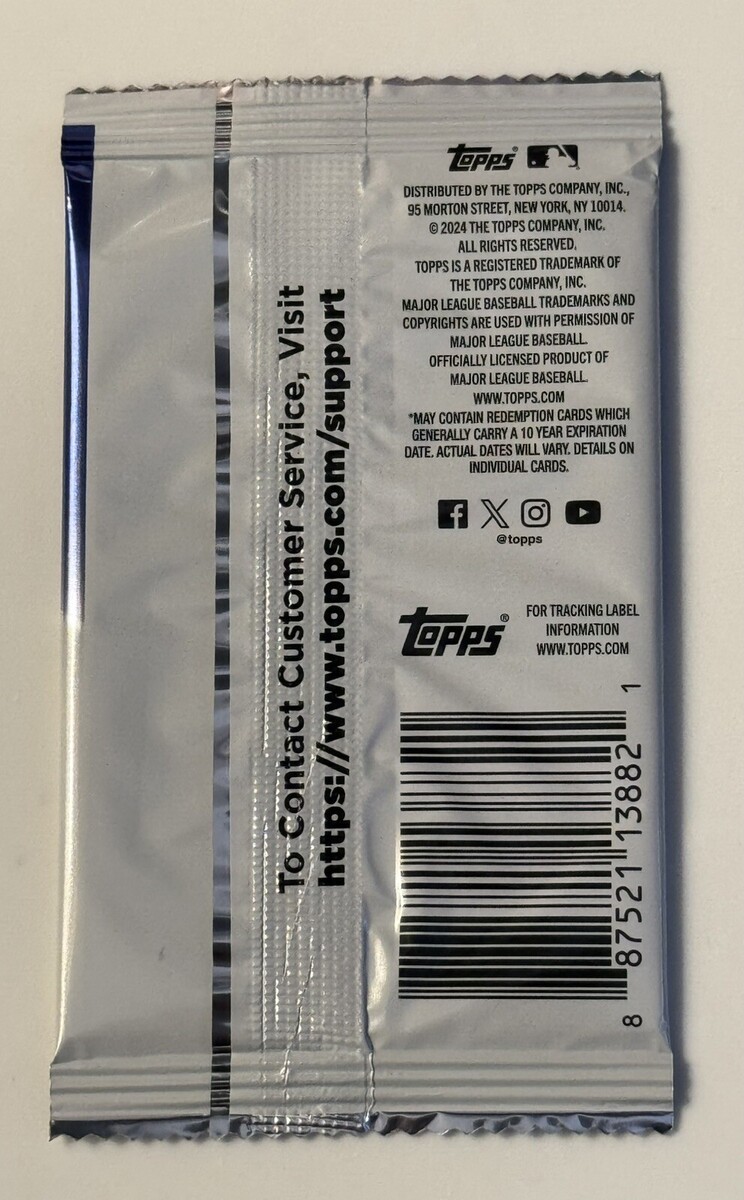 To Contact Customer Service, Visit
https://www.topps.com/support
Topps®
DISTRIBUTED BY THE TOPPS COMPANY, INC.,
95 MORTON STREET, NEW YORK, NY 10014.
© 2024 THE TOPPS COMPANY, INC.
ALL RIGHTS RESERVED.
TOPPS IS A REGISTERED TRADEMARK OF
THE TOPPS COMPANY, INC.
MAJOR LEAGUE BASEBALL TRADEMARKS AND
COPYRIGHTS ARE USED WITH PERMISSION OF
MAJOR LEAGUE BASEBALL.
OFFICIALLY LICENSED PRODUCT OF
MAJOR LEAGUE BASEBALL.
WWW.TOPPS.COM
*MAY CONTAIN REDEMPTION CARDS WHICH
GENERALLY CARRY A 10 YEAR EXPIRATION
DATE. ACTUAL DATES WILL VARY. DETAILS ON
INDIVIDUAL CARDS.
@topps
Topps®
FOR TRACKING LABEL
INFORMATION
WWW.TOPPS.COM
8 87521 13882 1